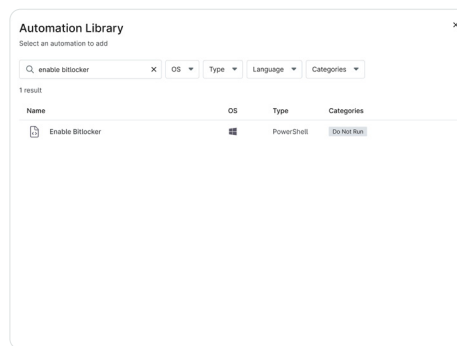 Automation Library
Select an automation to add
enable bitlocker
OS
Type
Language
Categories
1 result
Name OS Type Categories
Enable Bitlocker PowerShell Do Not Run